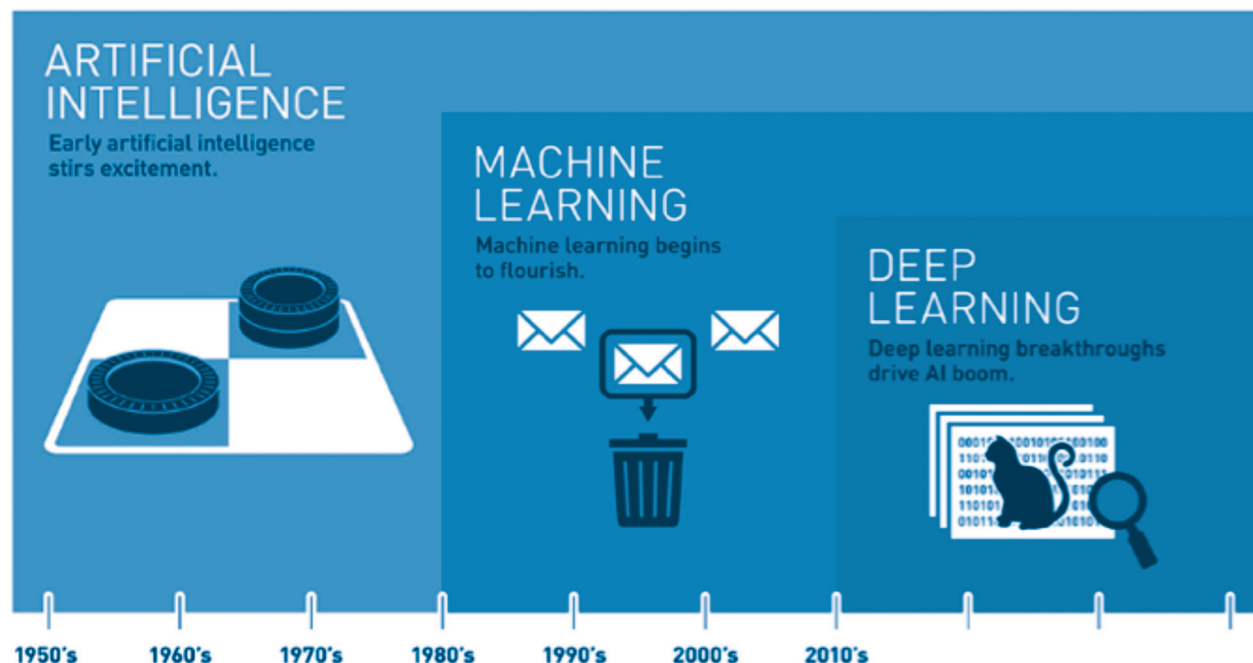 ARTIFICIAL
INTELLIGENCE
Early artificial intelligence
stirs excitement.
MACHINE
LEARNING
Machine learning begins
to flourish.
DEEP
LEARNING
Deep learning breakthroughs
drive AI boom.
1950's 1960's 1970's 1980's 1990's 2000's 2010's